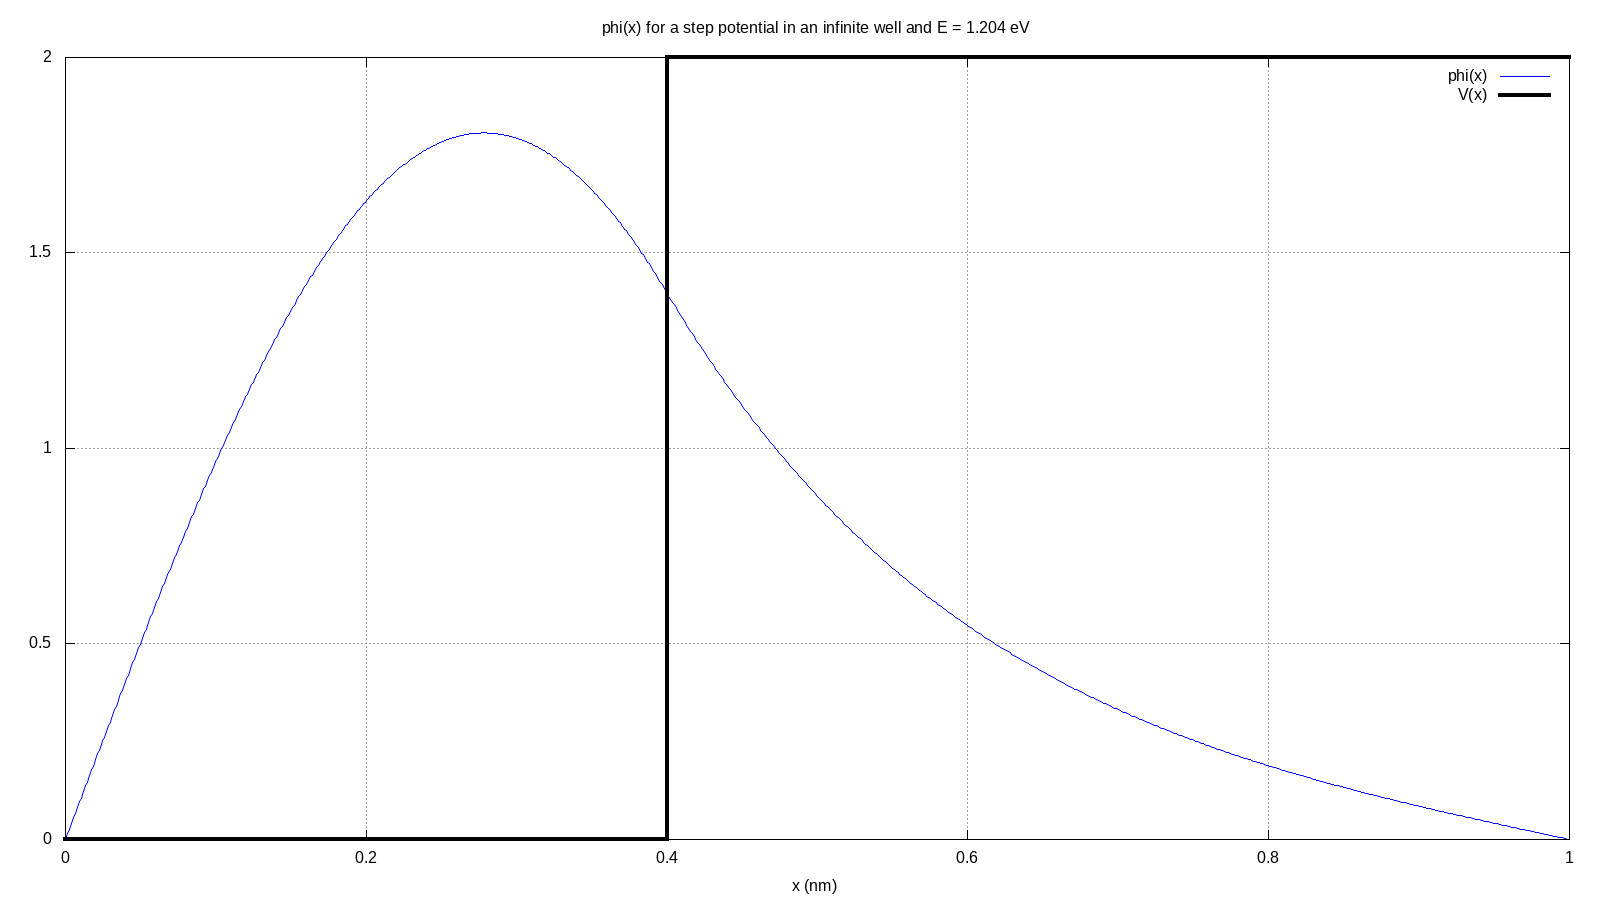 phi(x) for a step potential in an infinite well and E = 1.204 eV
2
phi(x)
V(x)
1.5
1
0.5
0
0 0.2 0.4 0.6 0.8 1
x (nm)